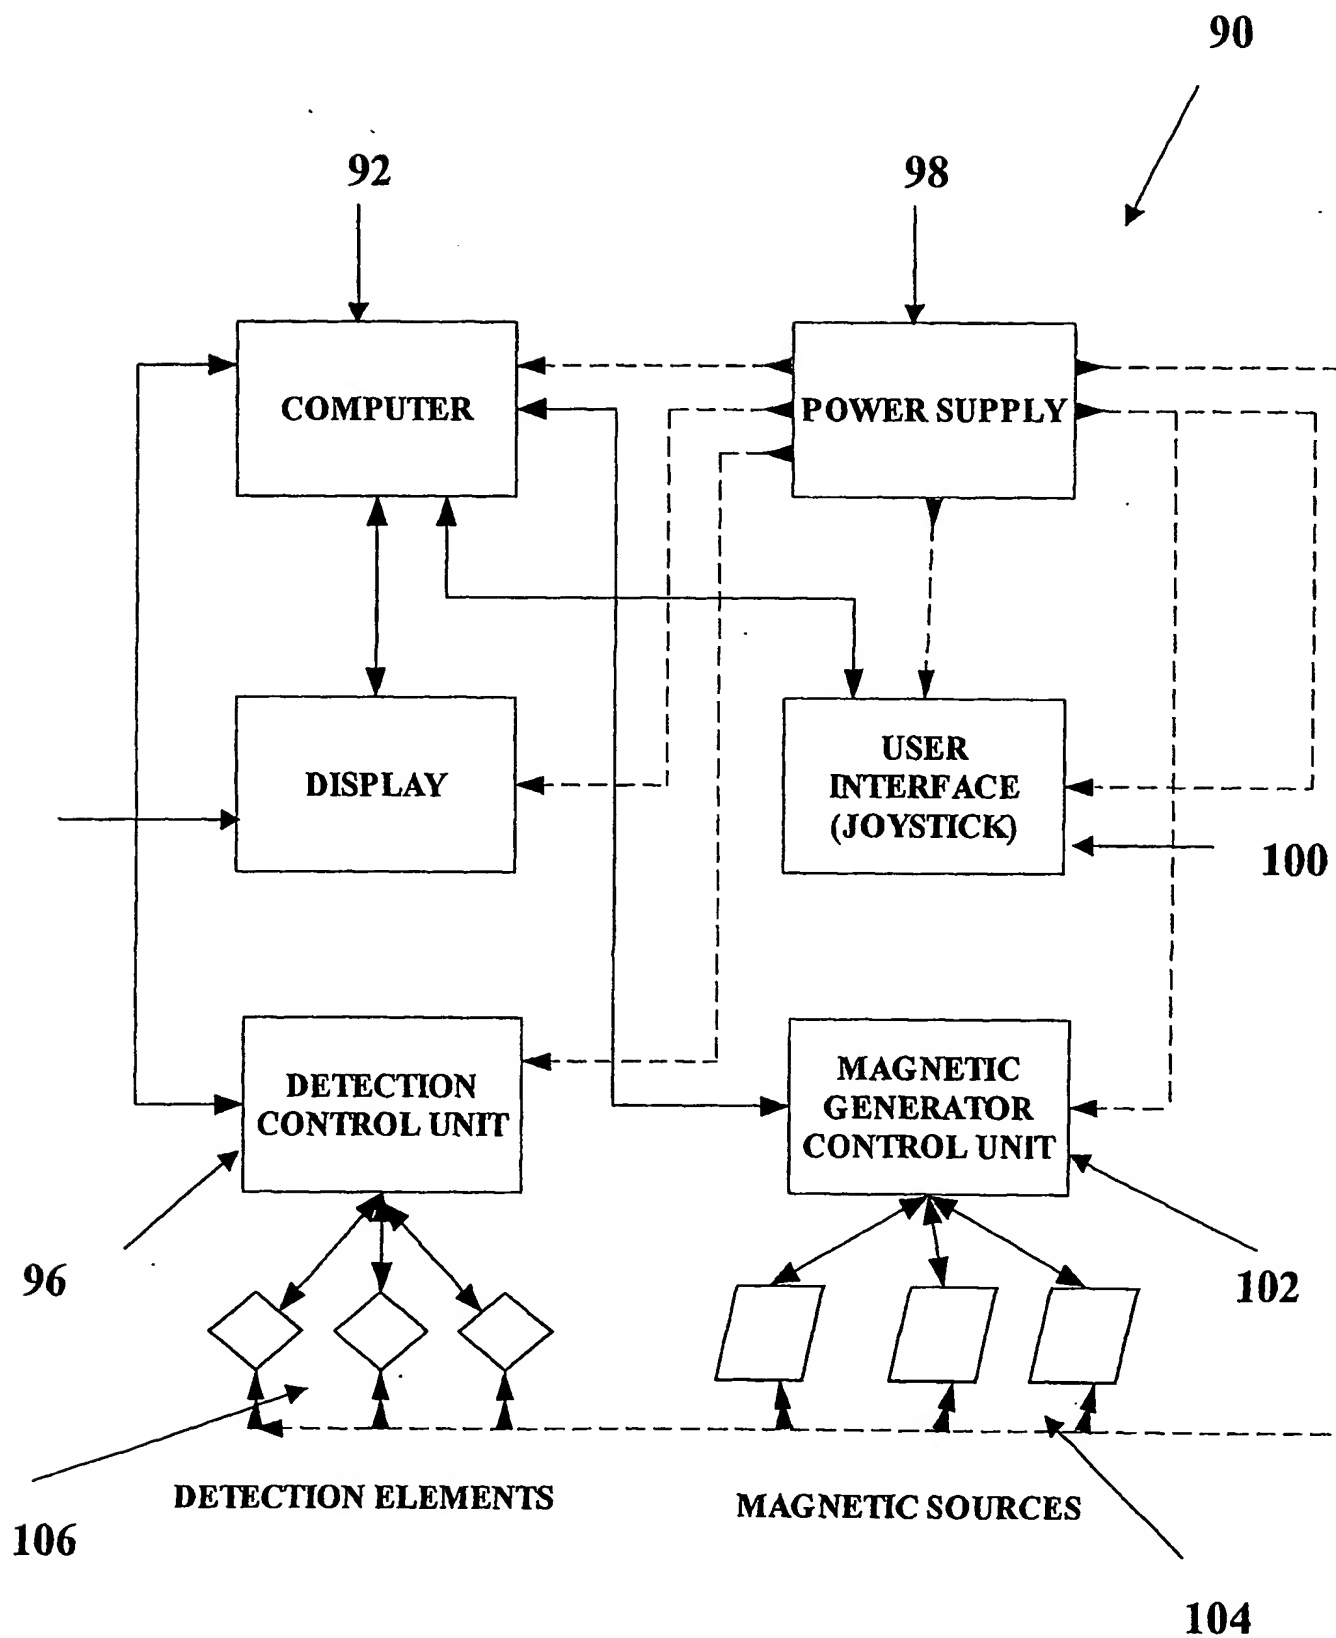 90
92
98
COMPUTER
POWER SUPPLY
DISPLAY
USER
INTERFACE
(JOYSTICK)
100
DETECTION
CONTROL UNIT
MAGNETIC
GENERATOR
CONTROL UNIT
96
102
DETECTION ELEMENTS
MAGNETIC SOURCES
106
104